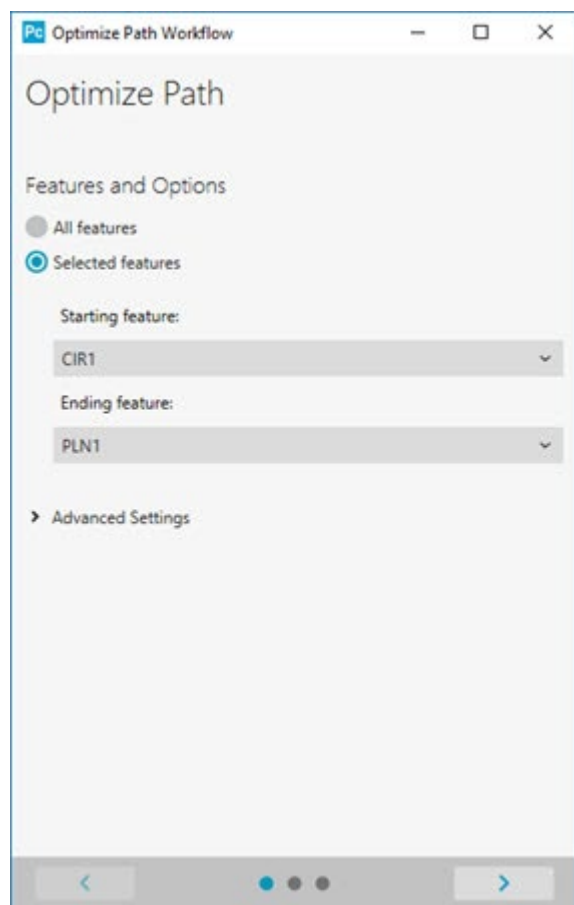 Pc Optimize Path Workflow
Optimize Path
Features and Options
All features
Selected features
Starting feature:
CIR1
Ending feature:
PLN1
Advanced Settings